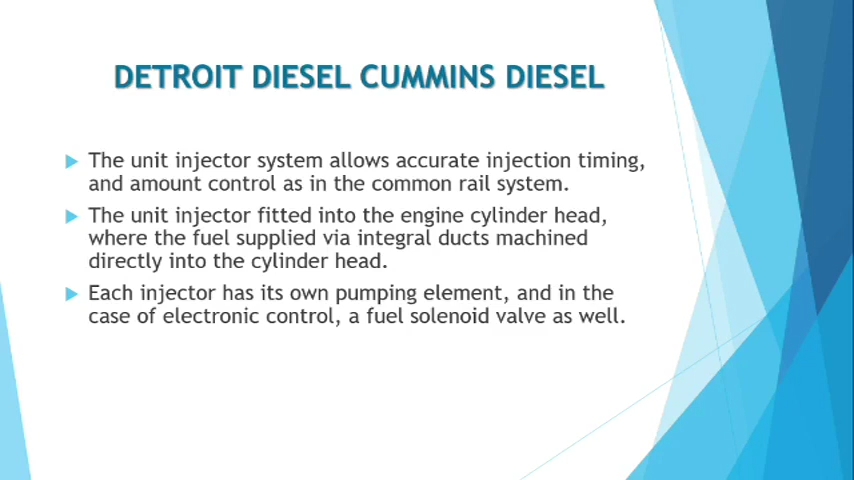 DETROIT DIESEL CUMMINS DIESEL
The unit injector system allows accurate injection timing,
and amount control as in the common rail system.
The unit injector fitted into the engine cylinder head,
where the fuel supplied via integral ducts machined
directly into the cylinder head.
Each injector has its own pumping element, and in the
case of electronic control, a fuel solenoid valve as well.